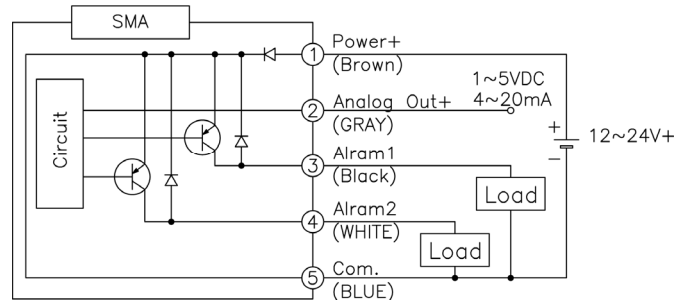 SMA
Circuit
1 Power+
(Brown)
2 Analog Out+
(GRAY)
1~5VDC
4~20mA
3 Alram1
(Black)
4 Alram2
(WHITE)
5 Com.
(BLUE)
Load
Load
+
12~24V+
−